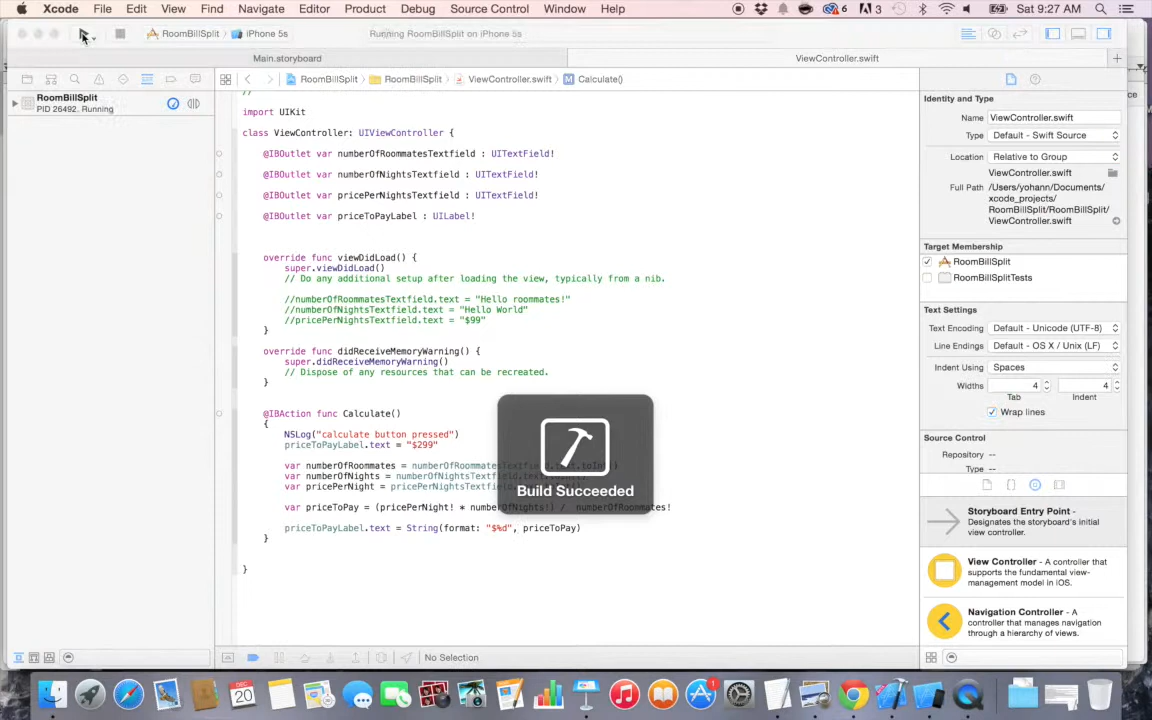 Xcode File Edit View Find Navigate Editor Product Debug Source Control Window Help 6 3 Sat 9:27 AM
RoomBillSplit iPhone 5s Running RoomBillSplit on iPhone 5s
Main.storyboard ViewController.swift
RoomBillSplit RoomBillSplit ViewController.swift M Calculate()
RoomBillSplit
PID 26492, Running
//
import UIKit
class ViewController: UIViewController {
@IBOutlet var numberOfRoommatesTextfield : UITextField!
@IBOutlet var numberOfNightsTextfield : UITextField!
@IBOutlet var pricePerNightsTextfield : UITextField!
@IBOutlet var priceToPayLabel : UILabel!
override func viewDidLoad() {
super.viewDidLoad()
// Do any additional setup after loading the view, typically from a nib.
//numberOfRoommatesTextfield.text = "Hello roommates!"
//numberOfNightsTextfield.text = "Hello World"
//pricePerNightsTextfield.text = "$99"
}
override func didReceiveMemoryWarning() {
super.didReceiveMemoryWarning()
// Dispose of any resources that can be recreated.
}
@IBAction func Calculate()
{
NSLog("calculate button pressed")
priceToPayLabel.text = "$299"
var numberOfRoommates =
var numberOfNights =
var pricePerNight =
var priceToPay = (pricePerNight! * numberOfNights!) / numberOfRoommates!
priceToPayLabel.text = String(format: "$%d", priceToPay)
}
}
Build Succeeded
No Selection
Identity and Type
Name ViewController.swift
Type Default - Swift Source
Location Relative to Group
ViewController.swift
Full Path /Users/yohann/Documents/
xcode_projects/
RoomBillSplit/RoomBillSplit/
ViewController.swift
Target Membership
RoomBillSplit
RoomBillSplitTests
Text Settings
Text Encoding Default - Unicode (UTF-8)
Line Endings Default - OS X / Unix (LF)
Indent Using Spaces
Widths 4 4
Tab Indent
Wrap lines
Source Control
Repository --
Type --
Storyboard Entry Point -
Designates the storyboard's initial
view controller.
View Controller - A controller that
supports the fundamental view-
management model in iOS.
Navigation Controller - A
controller that manages navigation
through a hierarchy of views.
DEC
20
1